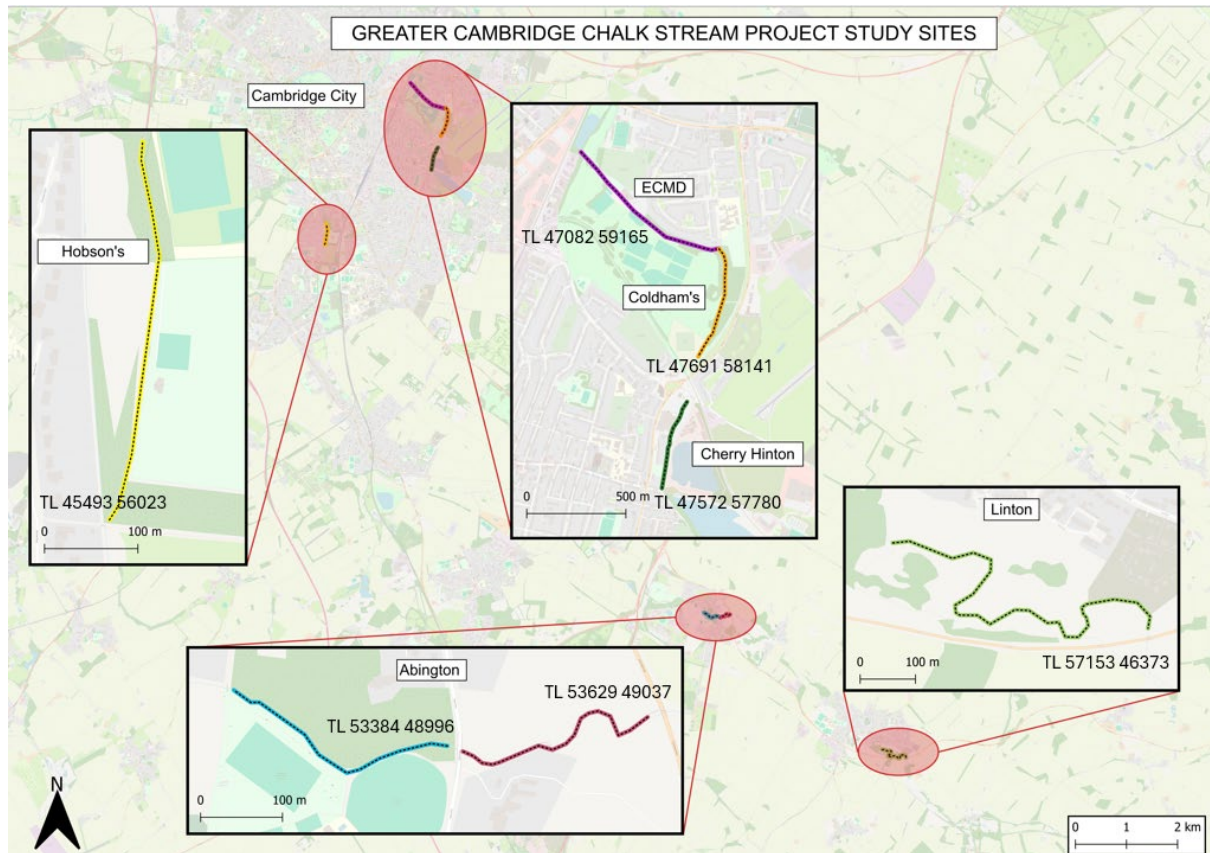 GREATER CAMBRIDGE CHALK STREAM PROJECT STUDY SITES
Cambridge City
Hobson's
TL 45493 56023
0 100 m
ECMD
TL 47082 59165
Coldham's
TL 47691 58141
Cherry Hinton
0 500 m
TL 47572 57780
Linton
0 100 m
TL 57153 46373
Abington
TL 53629 49037
TL 53384 48996
0 100 m
N
0 1 2 km